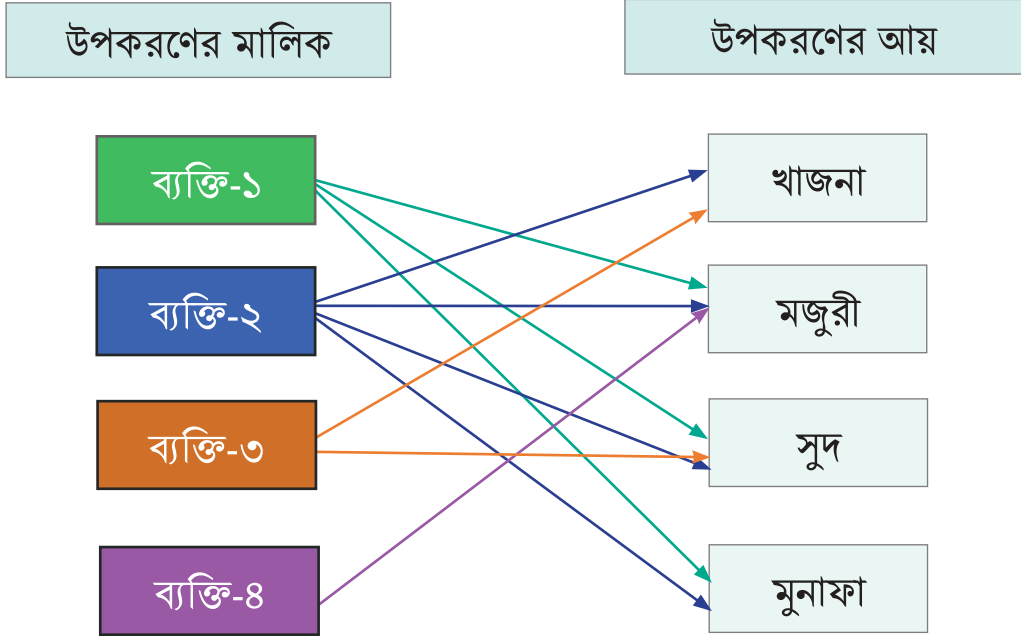 উপকরণের মালিক
উপকরণের আয়
ব্যক্তি-১
খাজনা
ব্যক্তি-২
মজুরী
ব্যক্তি-৩
সুদ
ব্যক্তি-৪
মুনাফা